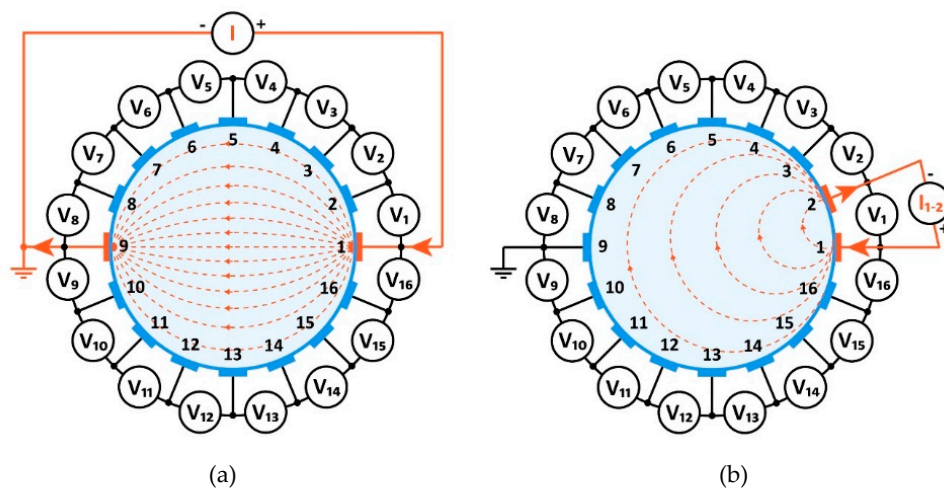 - I +
V₅ V₄
V₆ V₃
V₇ V₂
V₈ V₁
V₉ V₁₆
V₁₀ V₁₅
V₁₁ V₁₄
V₁₂ V₁₃
6 5 4
7 3
8 2
9 1
10 16
11 15
12 13 14
(a)
V₅ V₄
V₆ V₃
V₇ V₂
V₈ V₁
- I₁₋₂ +
V₉ V₁₆
V₁₀ V₁₅
V₁₁ V₁₄
V₁₂ V₁₃
6 5 4
7 3
8 2
9 1
10 16
11 15
12 13 14
(b)